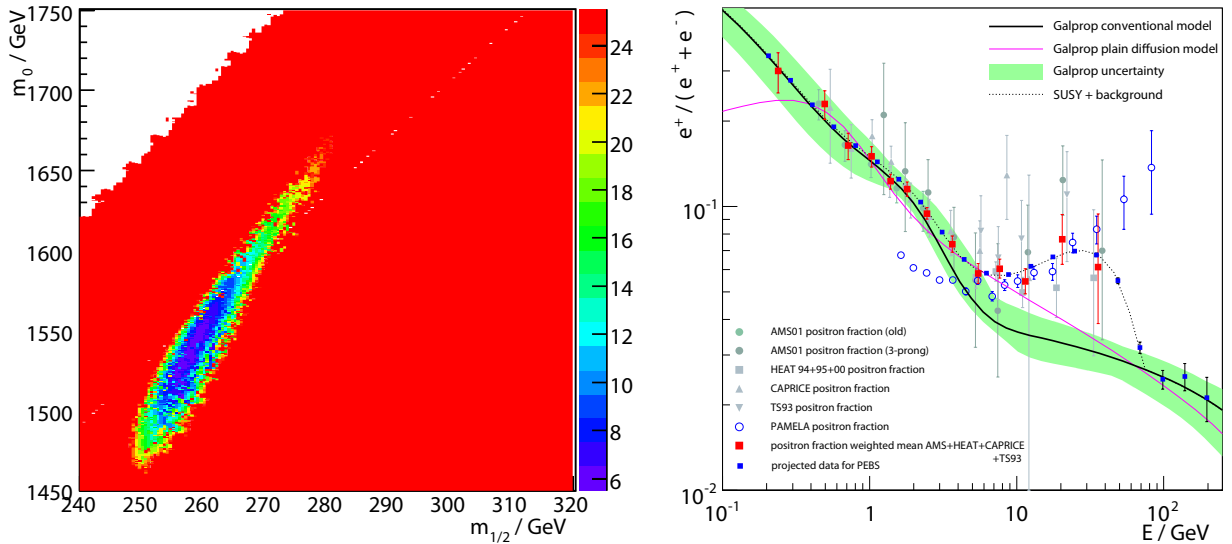 m0 / GeV
1750
1700
1650
1600
1550
1500
1450
240 250 260 270 280 290 300 310 320
m1/2 / GeV
24
22
20
18
16
14
12
10
8
6
e+ / ( e+ + e- )
10-1
10-2
Galprop conventional model
Galprop plain diffusion model
Galprop uncertainty
SUSY + background
AMS01 positron fraction (old)
AMS01 positron fraction (3-prong)
HEAT 94+95+00 positron fraction
CAPRICE positron fraction
TS93 positron fraction
PAMELA positron fraction
positron fraction weighted mean AMS+HEAT+CAPRICE
+TS93
projected data for PEBS
10-1 1 10 102
E / GeV